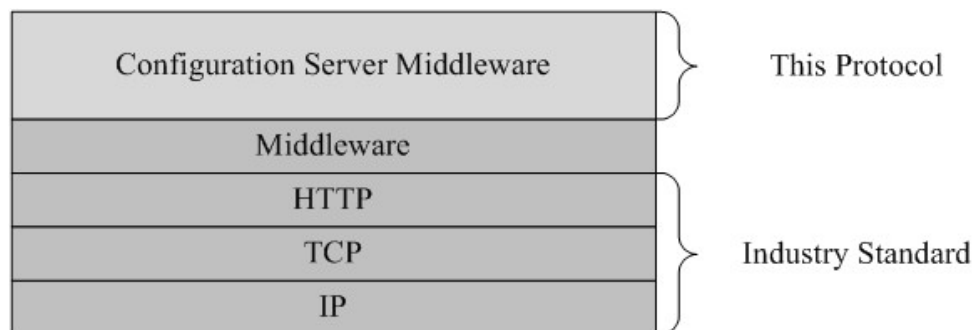 Configuration Server Middleware
This Protocol
Middleware
HTTP
TCP
Industry Standard
IP